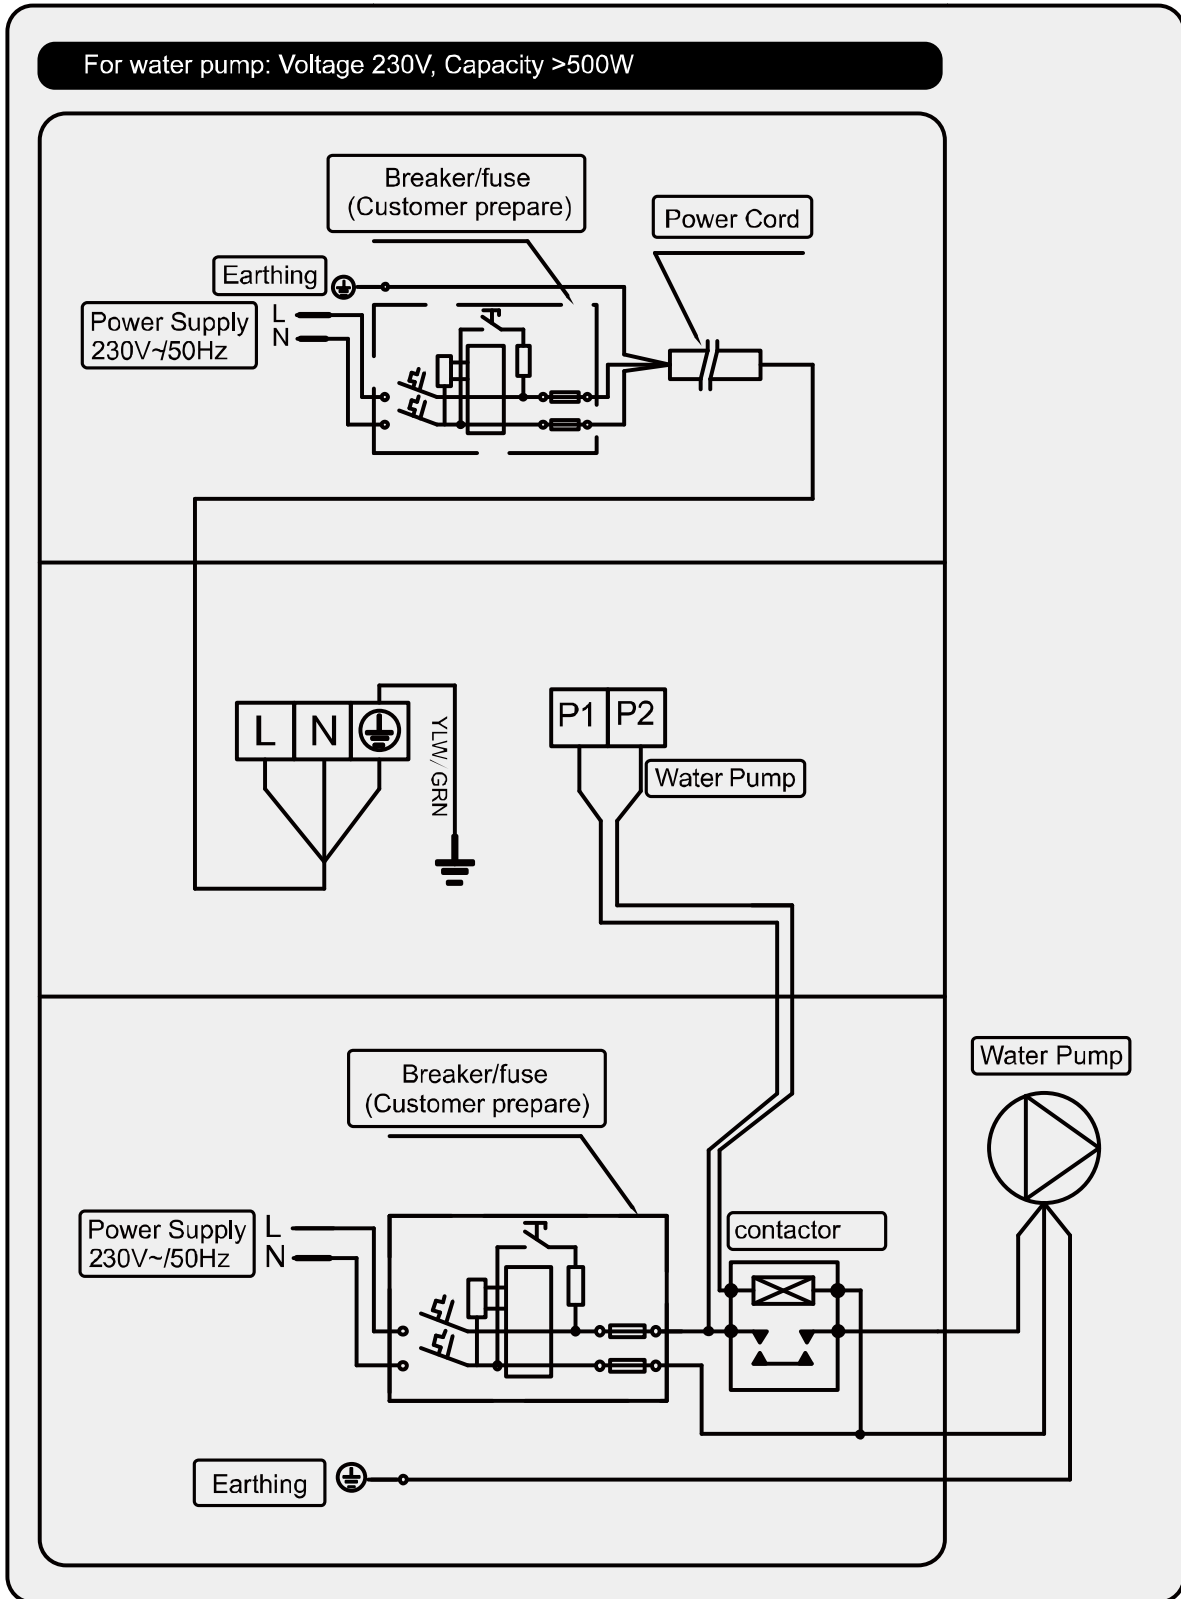 For water pump: Voltage 230V, Capacity >500W
Breaker/fuse
(Customer prepare)
Power Cord
Earthing
Power Supply
230V~/50Hz
L
N
L N
YLW/GRN
P1 P2
Water Pump
Water Pump
Breaker/fuse
(Customer prepare)
Power Supply
230V~/50Hz
L
N
contactor
Earthing